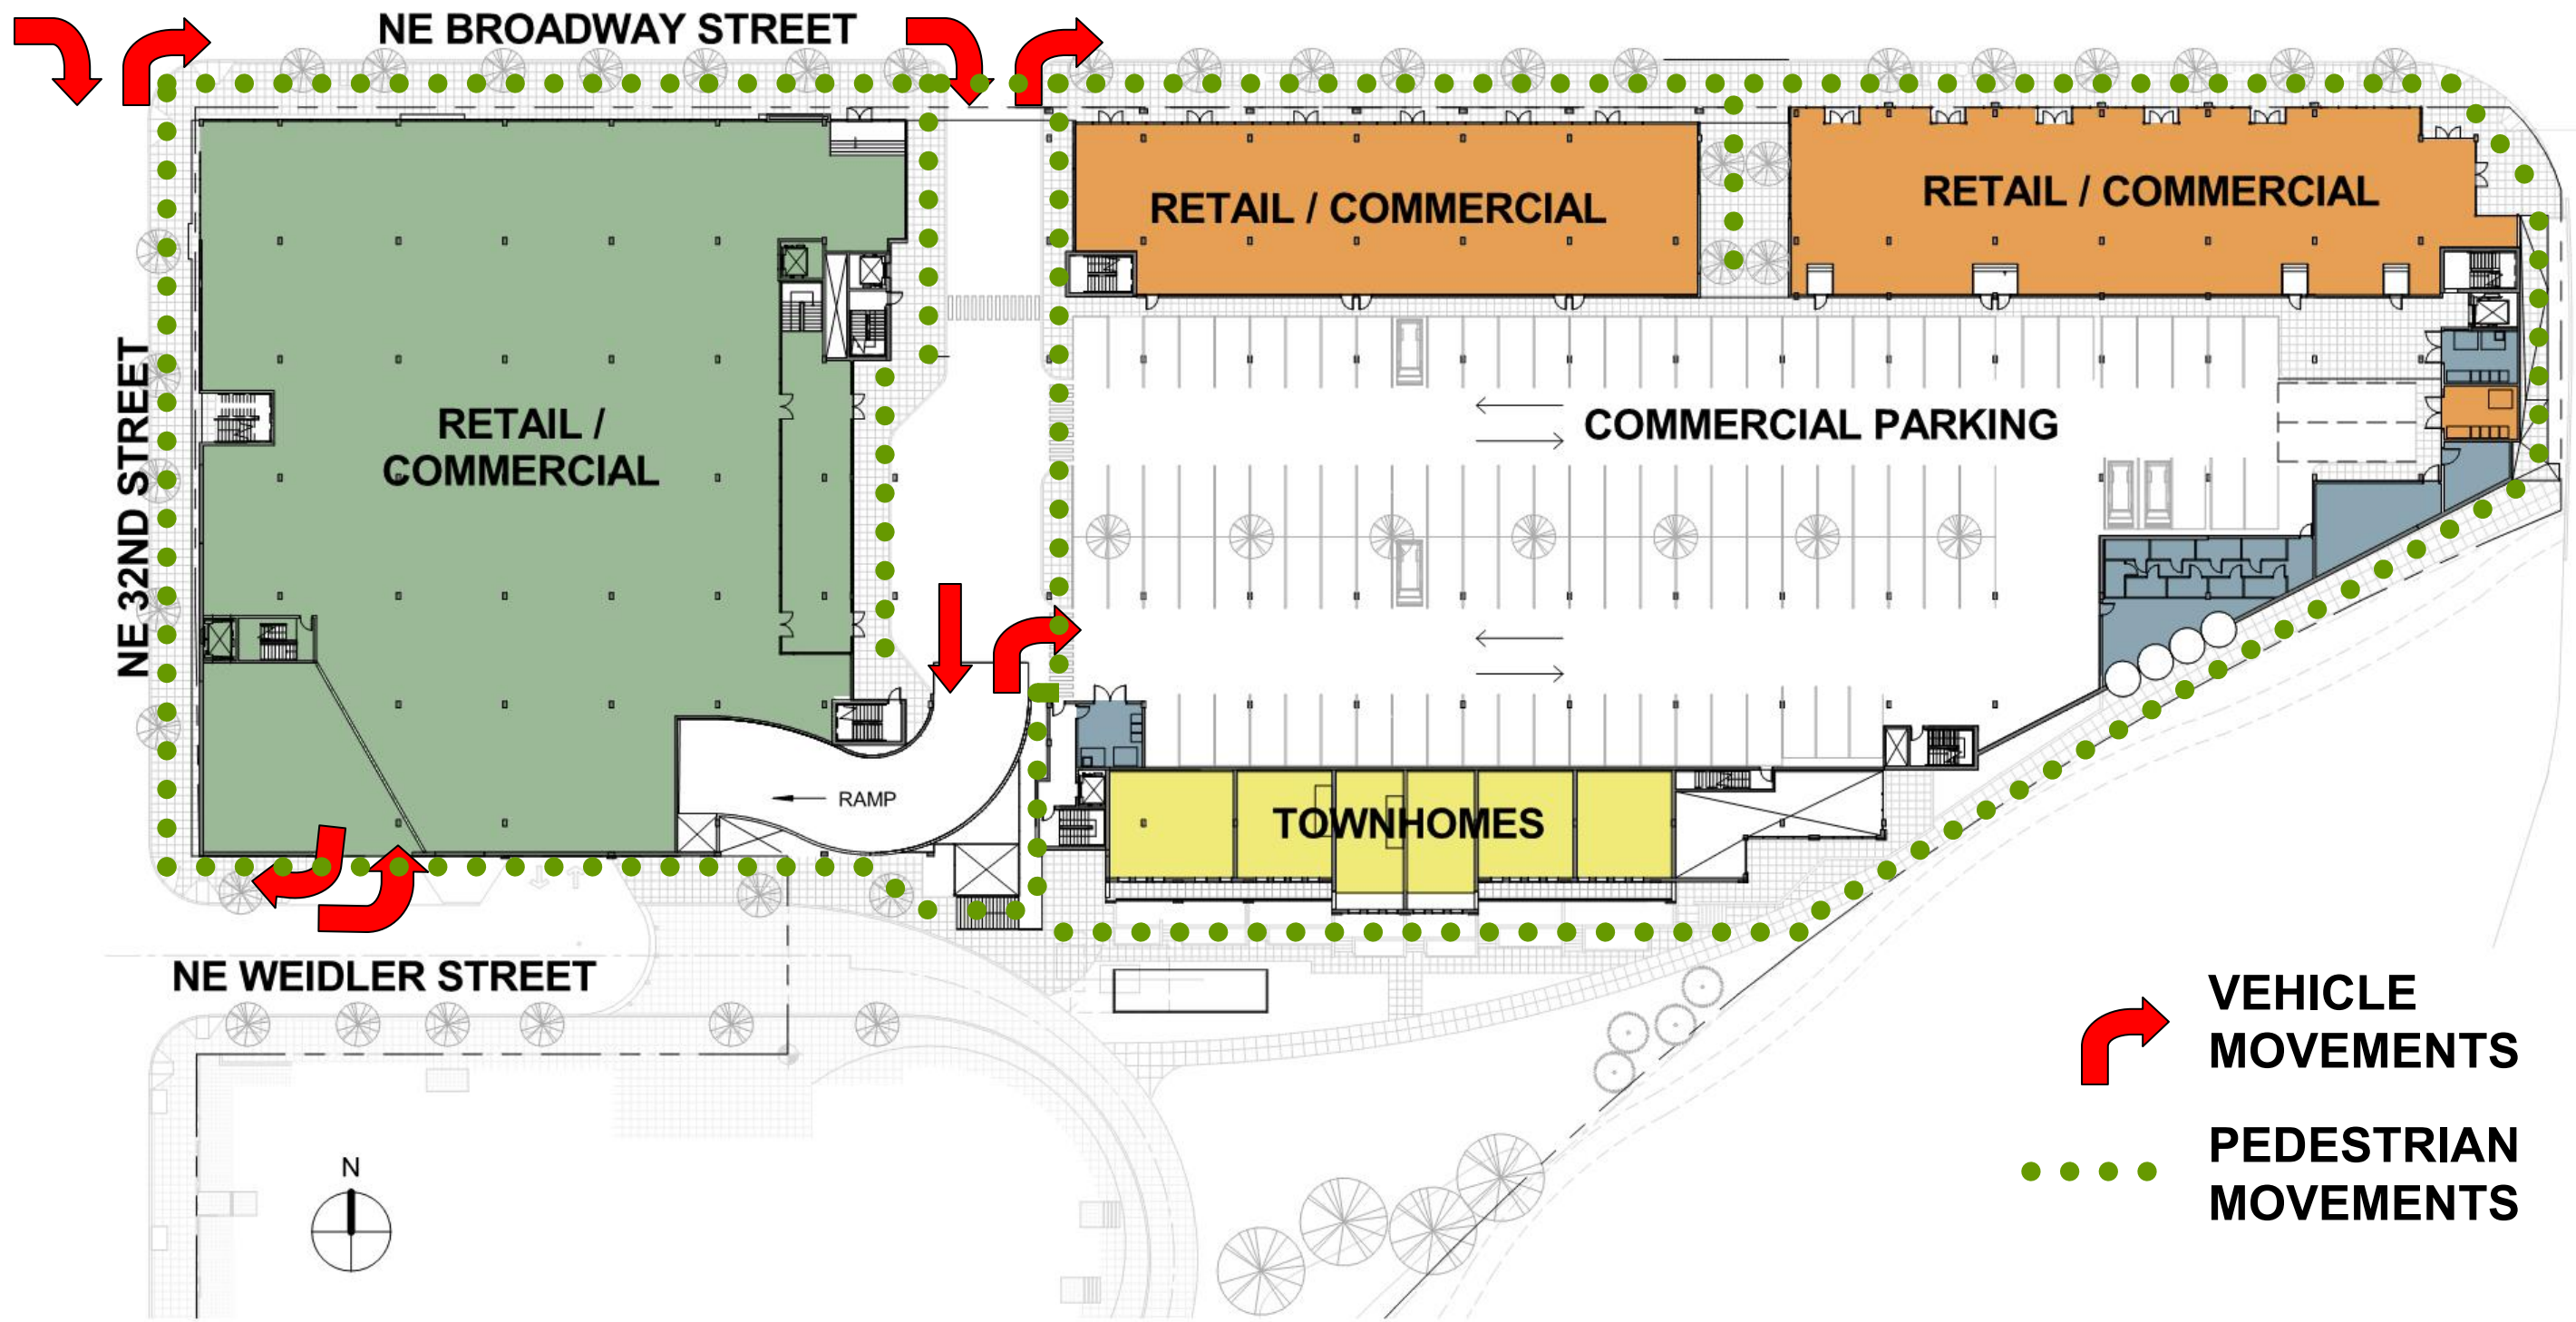 NE BROADWAY STREET
RETAIL / COMMERCIAL
RETAIL / COMMERCIAL
NE 32ND STREET
RETAIL /
COMMERCIAL
COMMERCIAL PARKING
RAMP
TOWNHOMES
NE WEIDLER STREET
VEHICLE
MOVEMENTS
PEDESTRIAN
MOVEMENTS
N